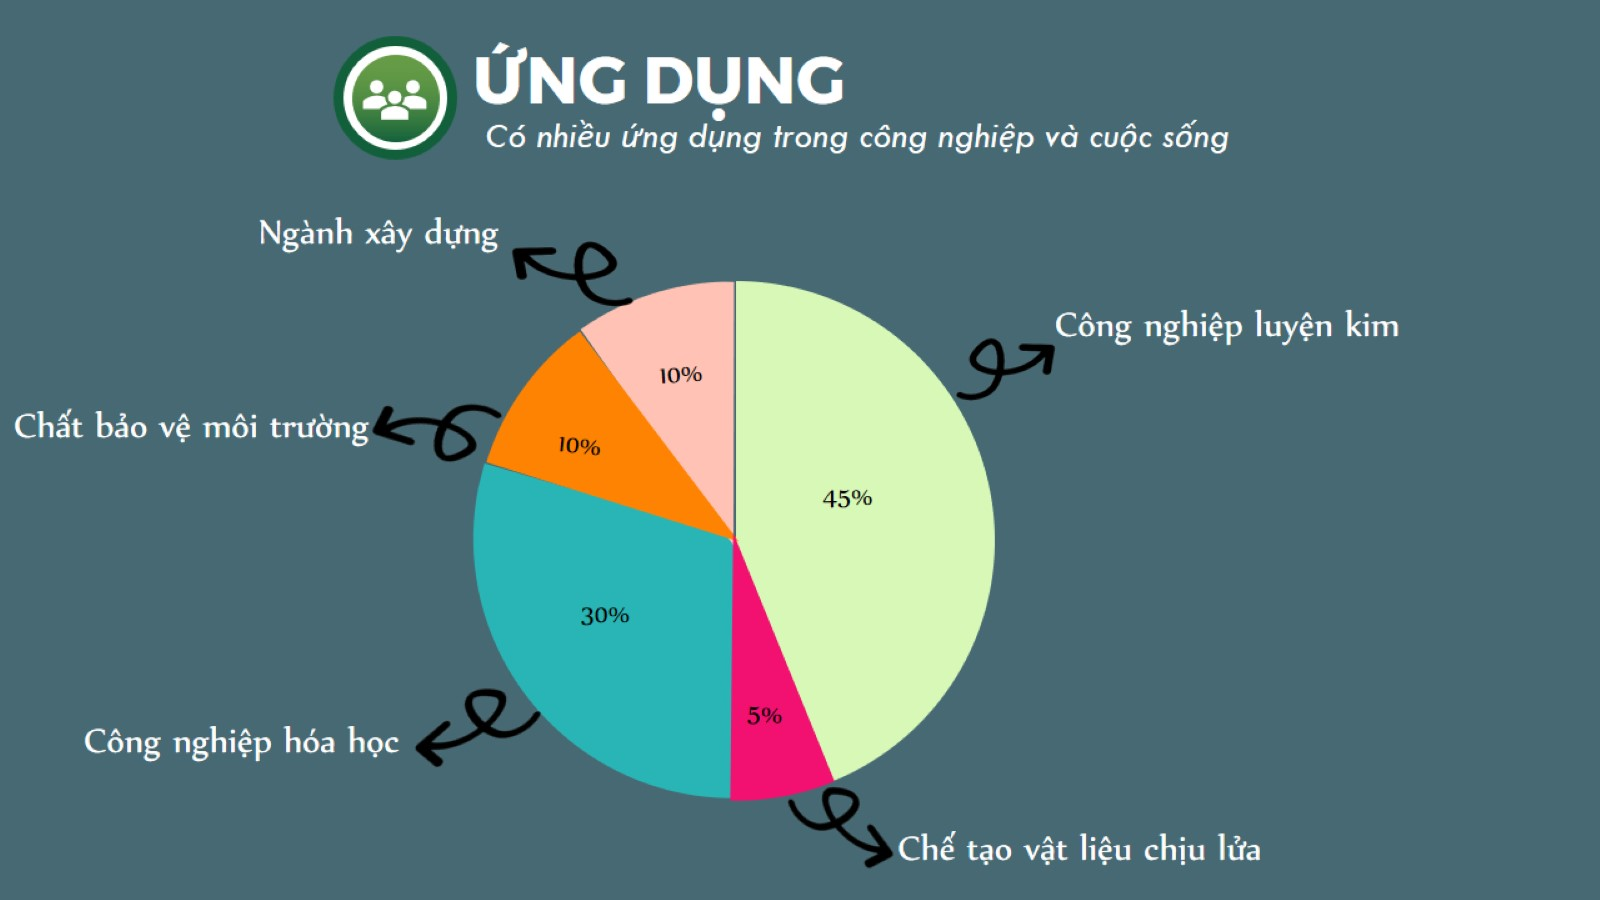 ỨNG DỤNG
Có nhiều ứng dụng trong công nghiệp và cuộc sống
Ngành xây dựng
Công nghiệp luyện kim
10%
Chất bảo vệ môi trường
10%
45%
30%
5%
Công nghiệp hóa học
Chế tạo vật liệu chịu lửa